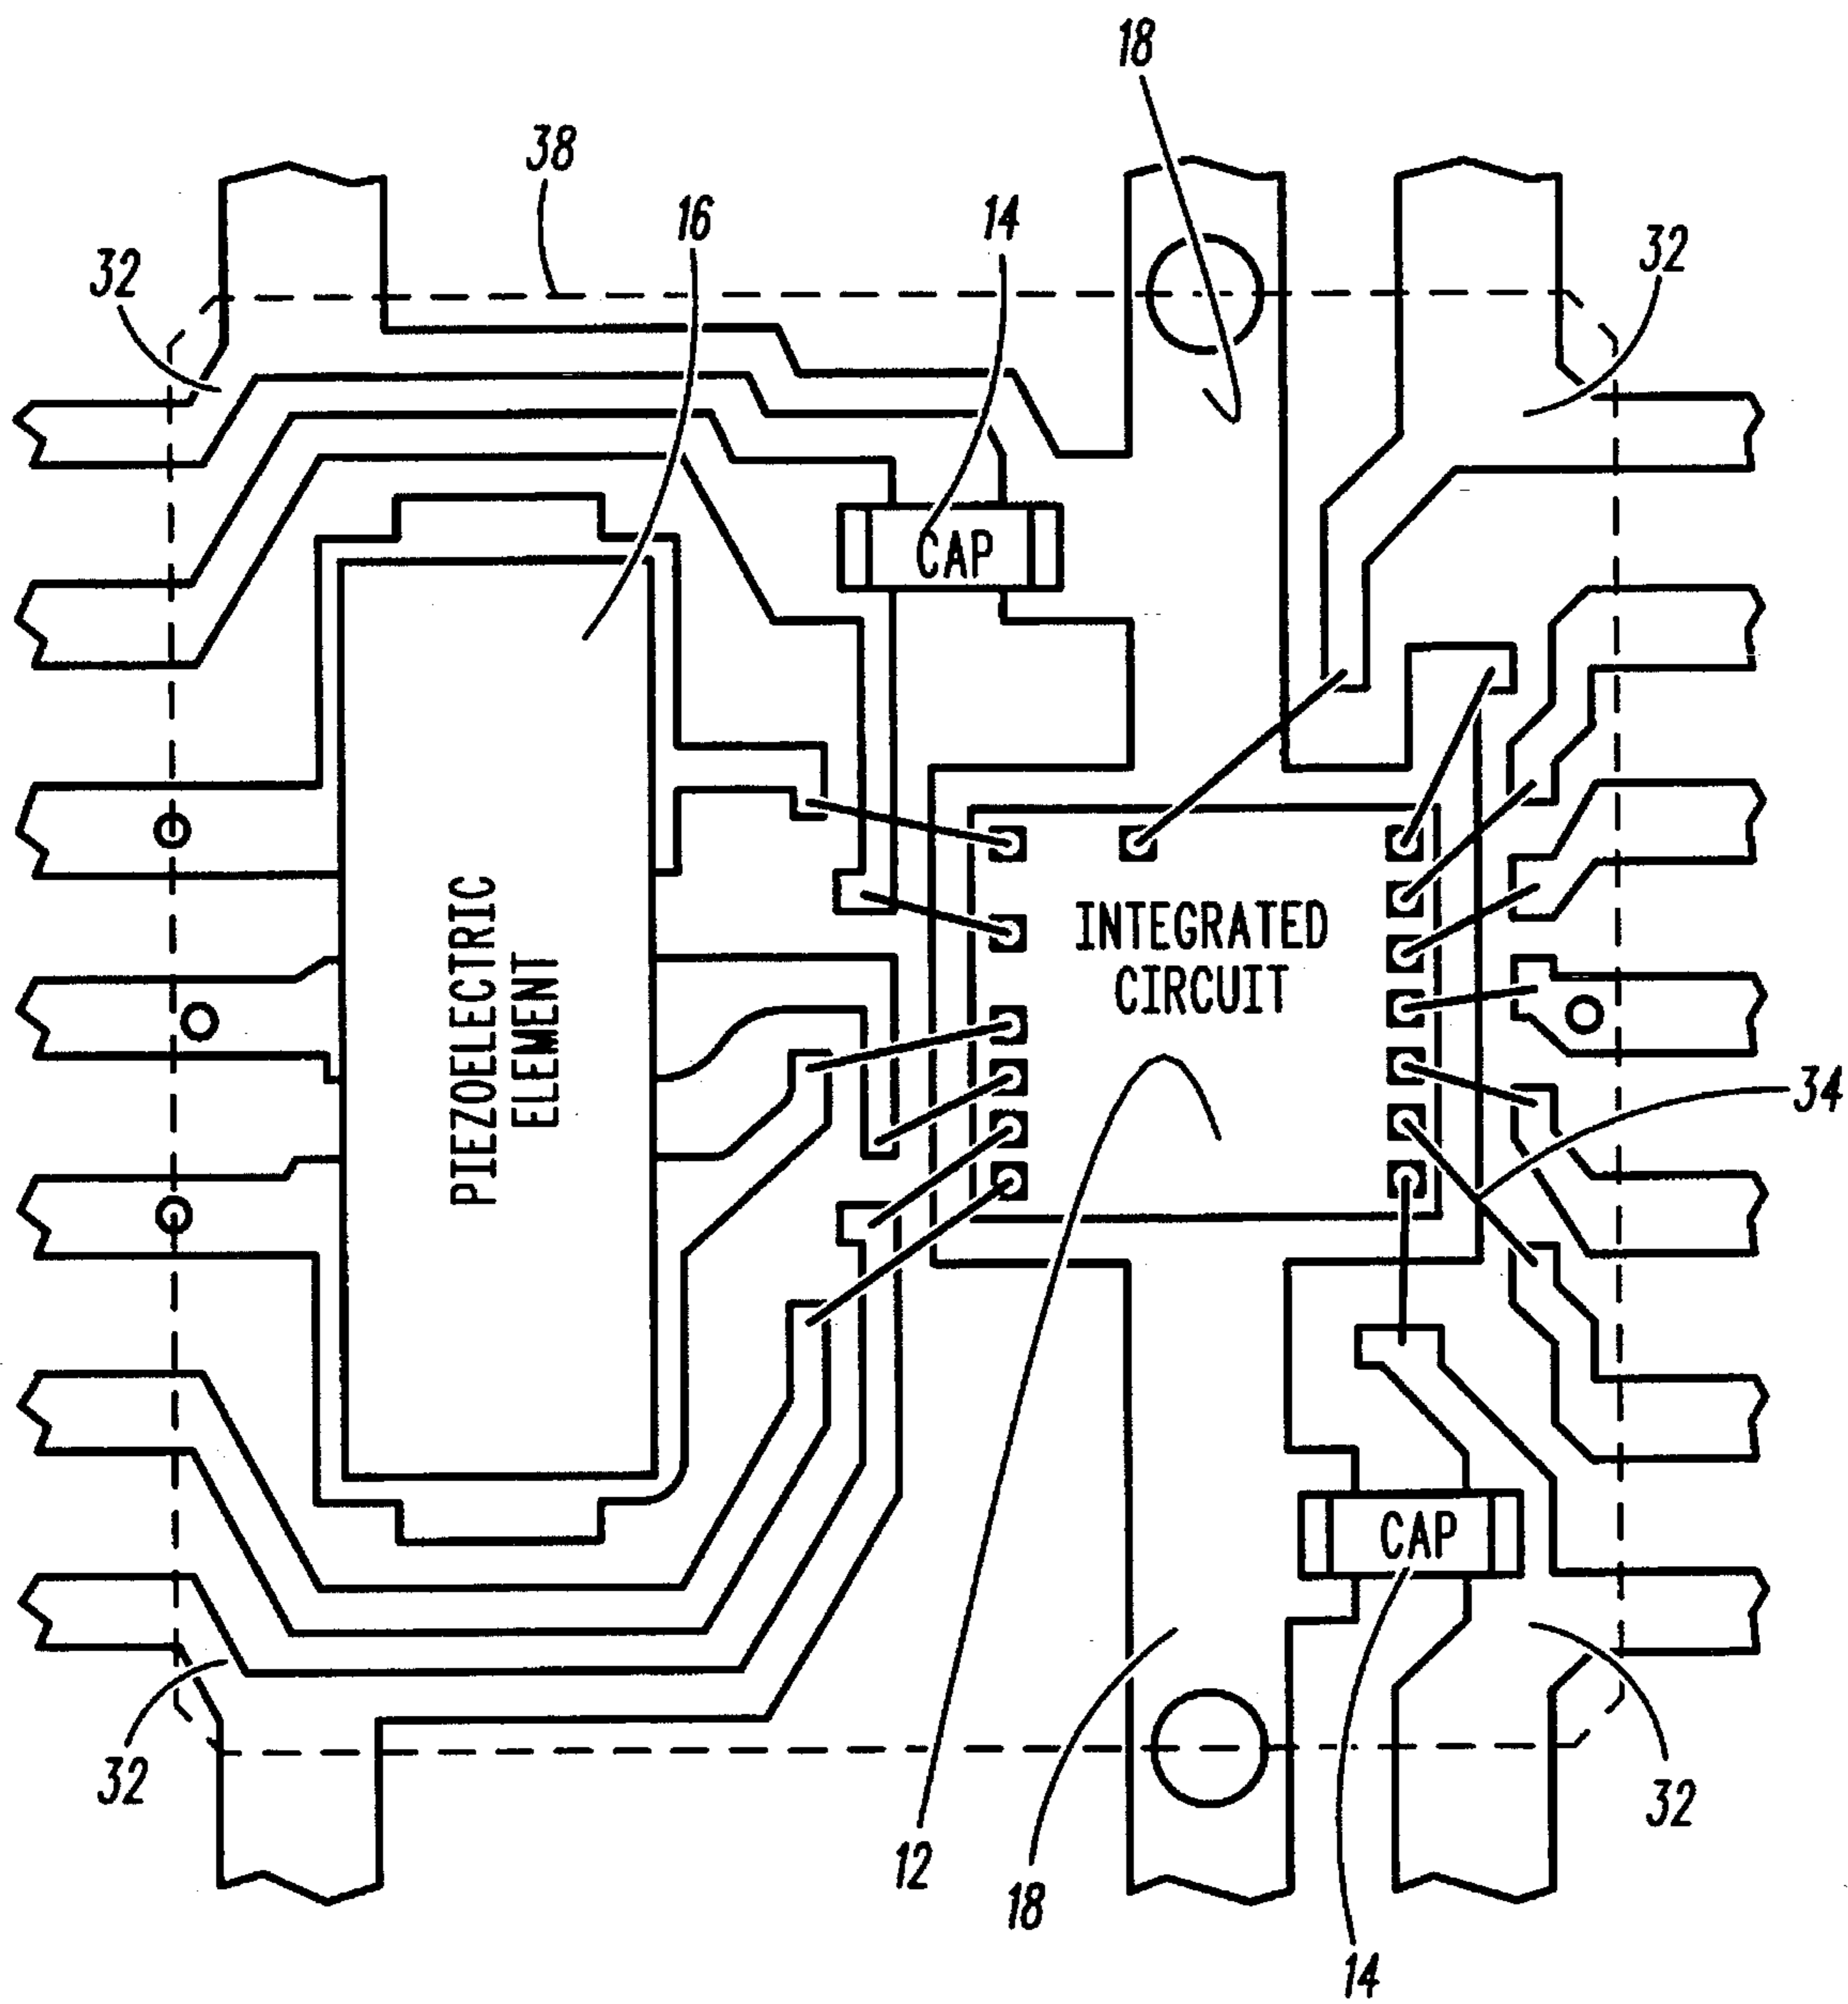 18
38
16
14
32
32
CAP
INTEGRATED
CIRCUIT
PIEZOELECTRIC
ELEMENT
34
CAP
32
32
12
18
14